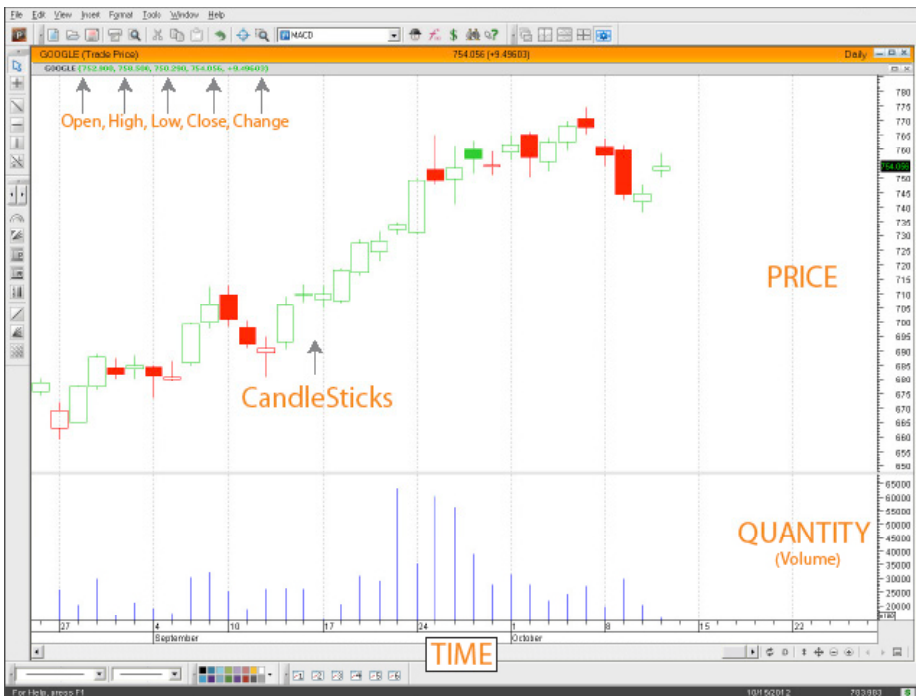 File Edit View Insert Format Tools Window Help
MACD
GOOGLE (Trade Price) 754.056 (+9.49603) Daily
GOOGLE (752.900, 758.500, 750.200, 754.056, +9.49603)
Open, High, Low, Close, Change
780
775
770
765
760
754.056
750
745
740
735
730
725
720
715
710
705
700
695
690
685
680
675
670
665
660
655
650
PRICE
CandleSticks
65000
60000
55000
50000
45000
40000
35000
30000
25000
20000
QUANTITY
(Volume)
27 4 10 17 24 1 8 15 22
September October
TIME
For Help, press F1 10/15/2012